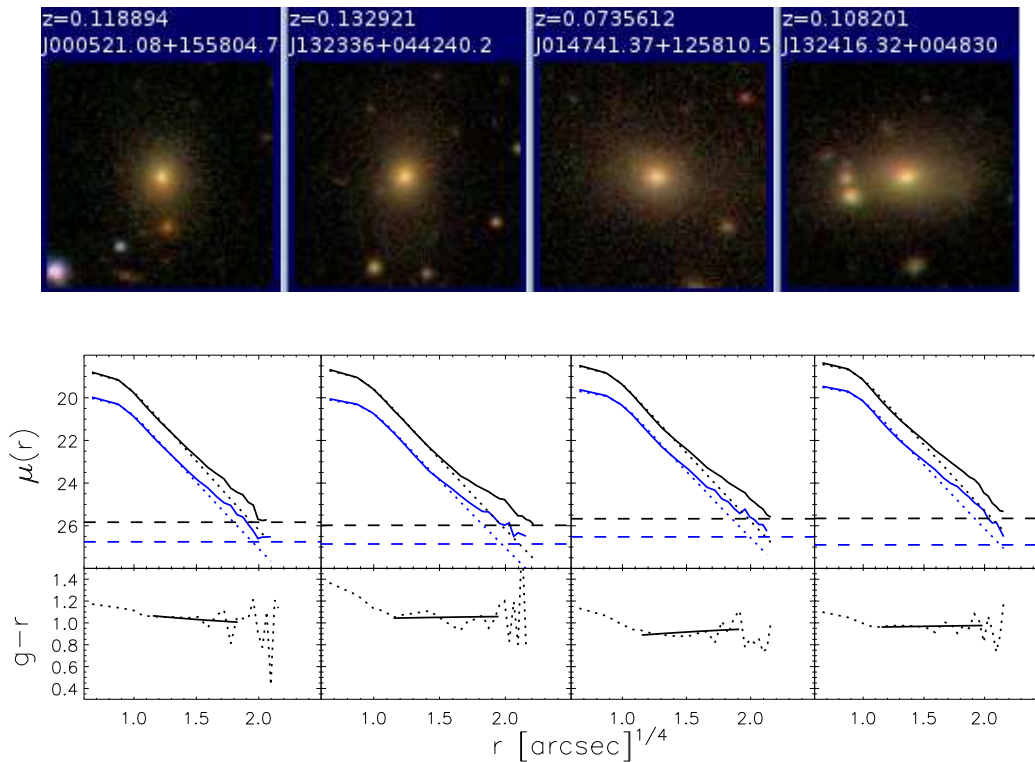 z=0.118894
J000521.08+155804.7
z=0.132921
J132336+044240.2
z=0.0735612
J014741.37+125810.5
z=0.108201
J132416.32+004830
20
22
24
26
μ(r)
1.4
1.2
1.0
0.8
0.6
0.4
g-r
1.0 1.5 2.0 1.0 1.5 2.0 1.0 1.5 2.0 1.0 1.5 2.0
r [arcsec]^1/4